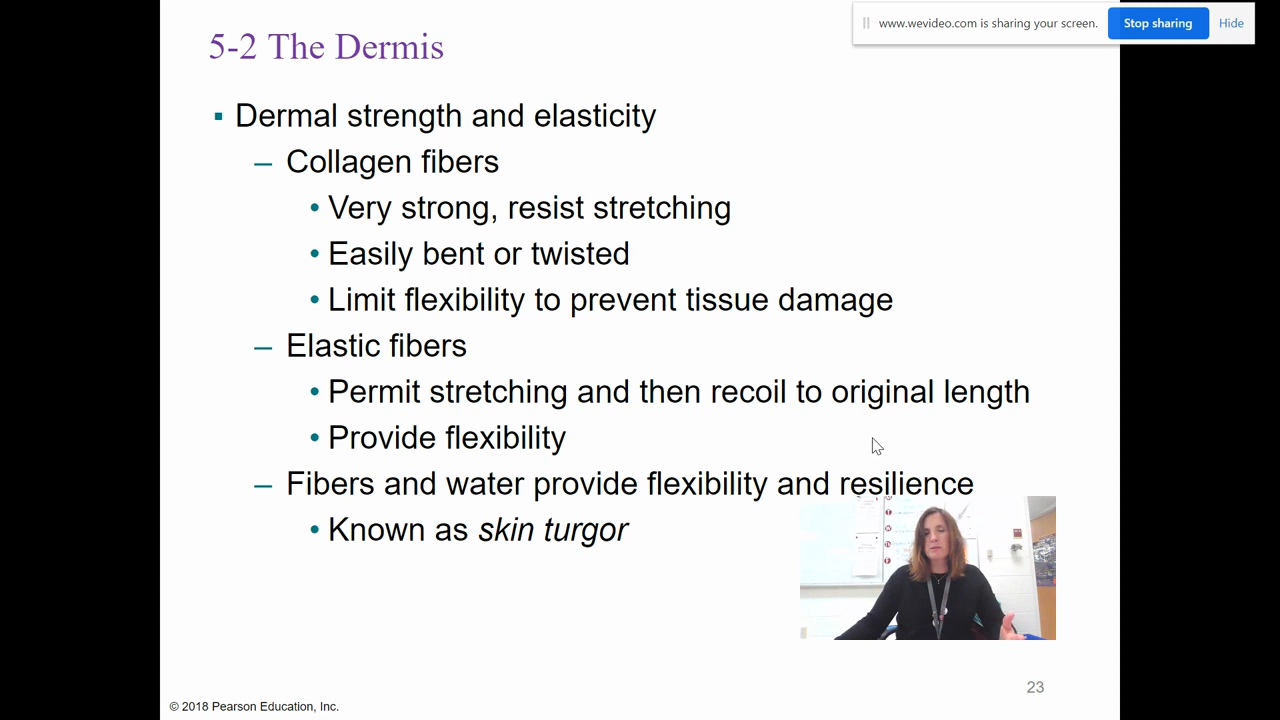 www.wevideo.com is sharing your screen. Stop sharing Hide
5-2 The Dermis
▪ Dermal strength and elasticity
– Collagen fibers
• Very strong, resist stretching
• Easily bent or twisted
• Limit flexibility to prevent tissue damage
– Elastic fibers
• Permit stretching and then recoil to original length
• Provide flexibility
– Fibers and water provide flexibility and resilience
• Known as skin turgor
23
© 2018 Pearson Education, Inc.